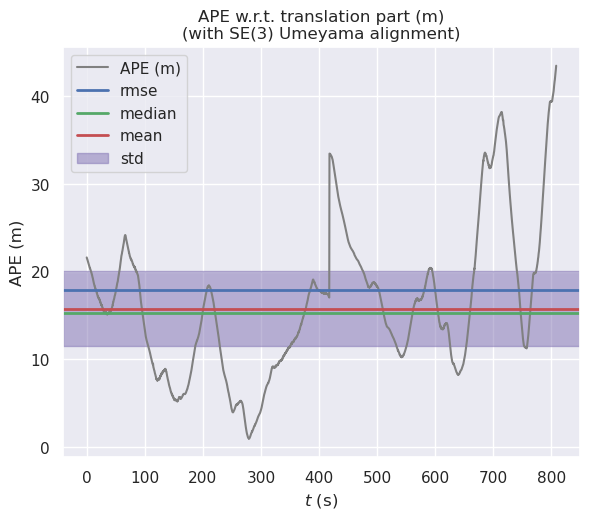 APE w.r.t. translation part (m)
(with SE(3) Umeyama alignment)
APE (m)
rmse
median
mean
std
APE (m)
40
30
20
10
0
0 100 200 300 400 500 600 700 800
t (s)